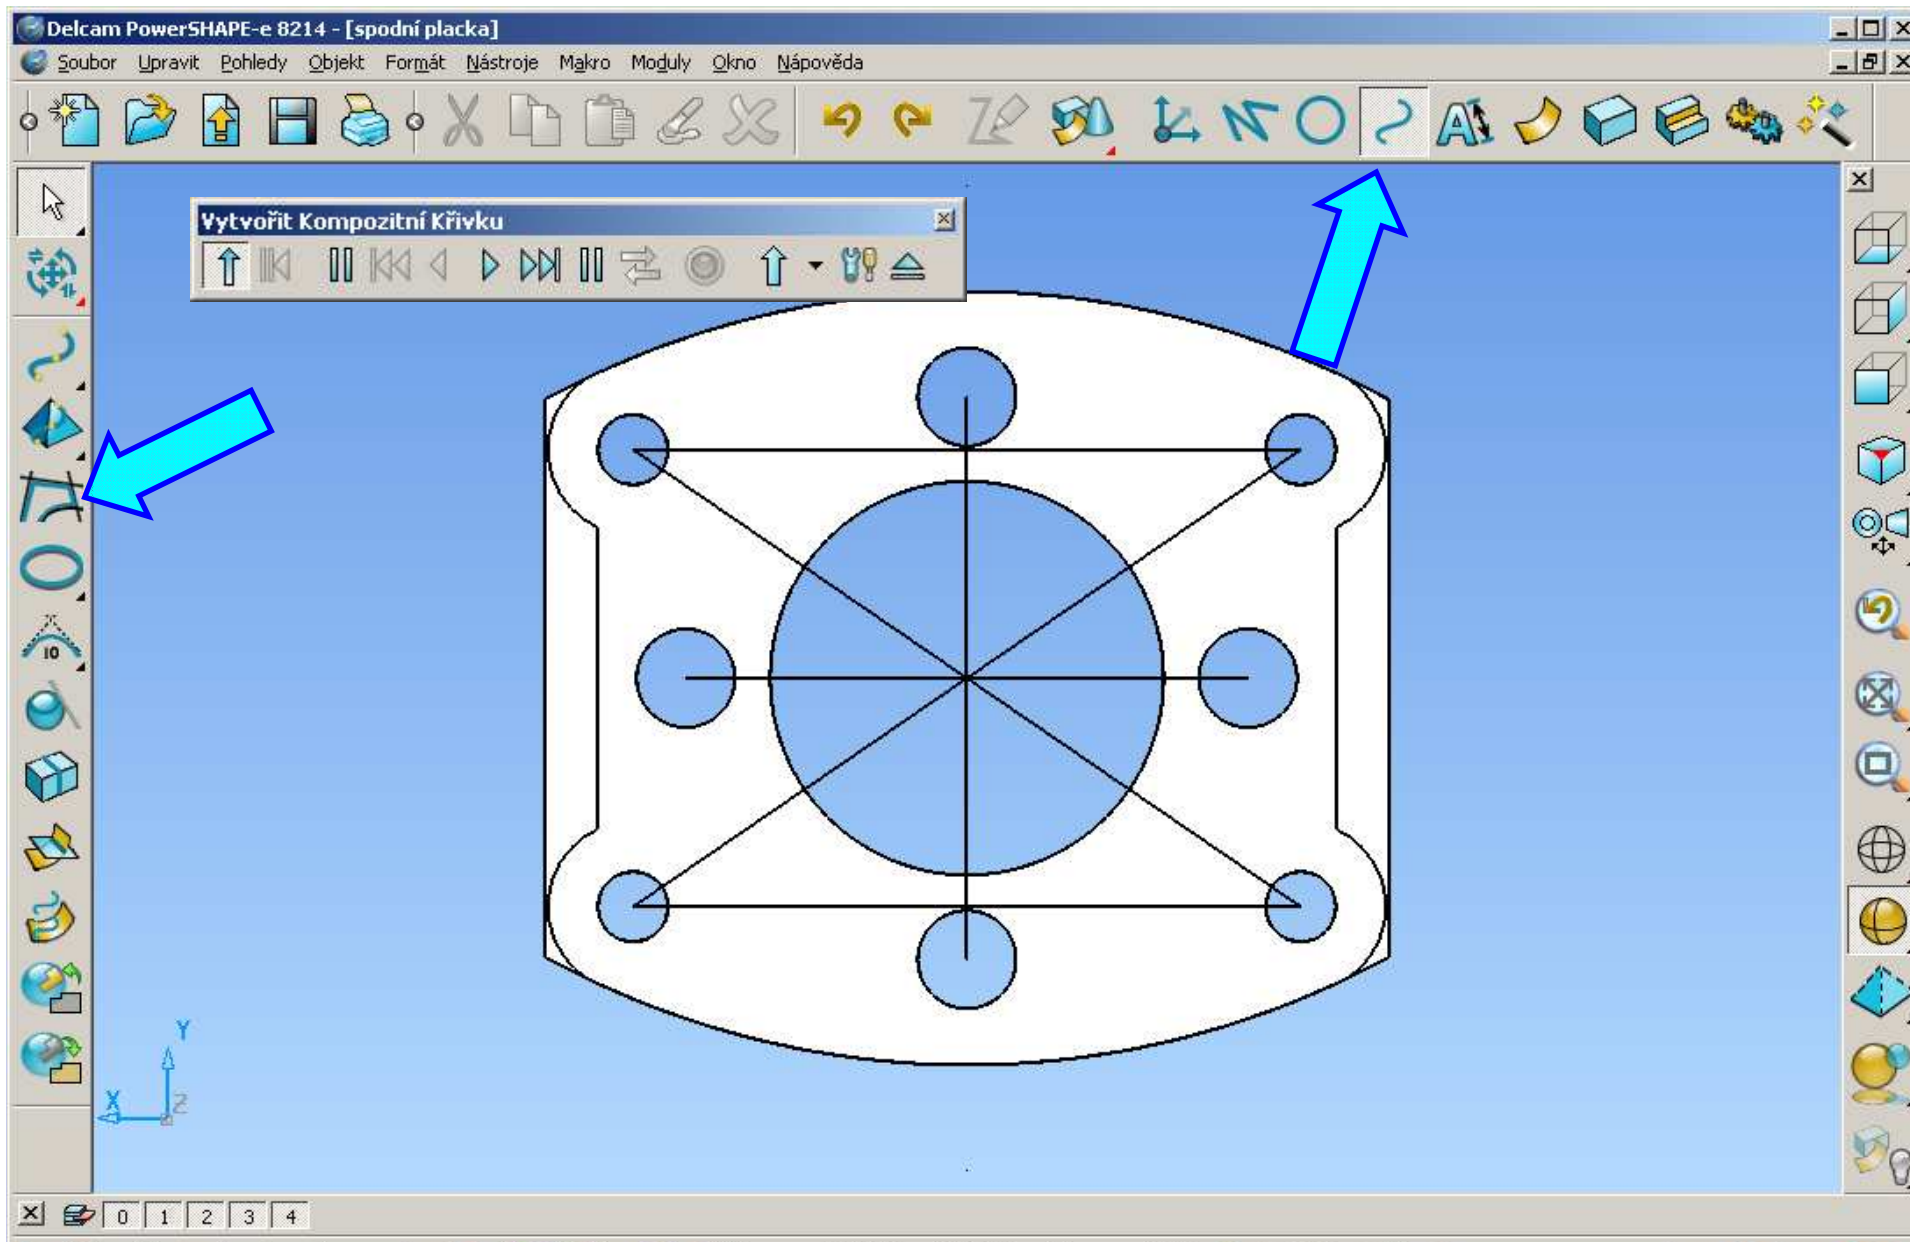 Delcam PowerSHAPE-e 8214 - [spodní placka]
Soubor Upravit Pohledy Objekt Formát Nástroje Makro Moduly Okno Nápověda
Vytvořit Kompozitní Křivku
10
Y
X
Z
0 1 2 3 4